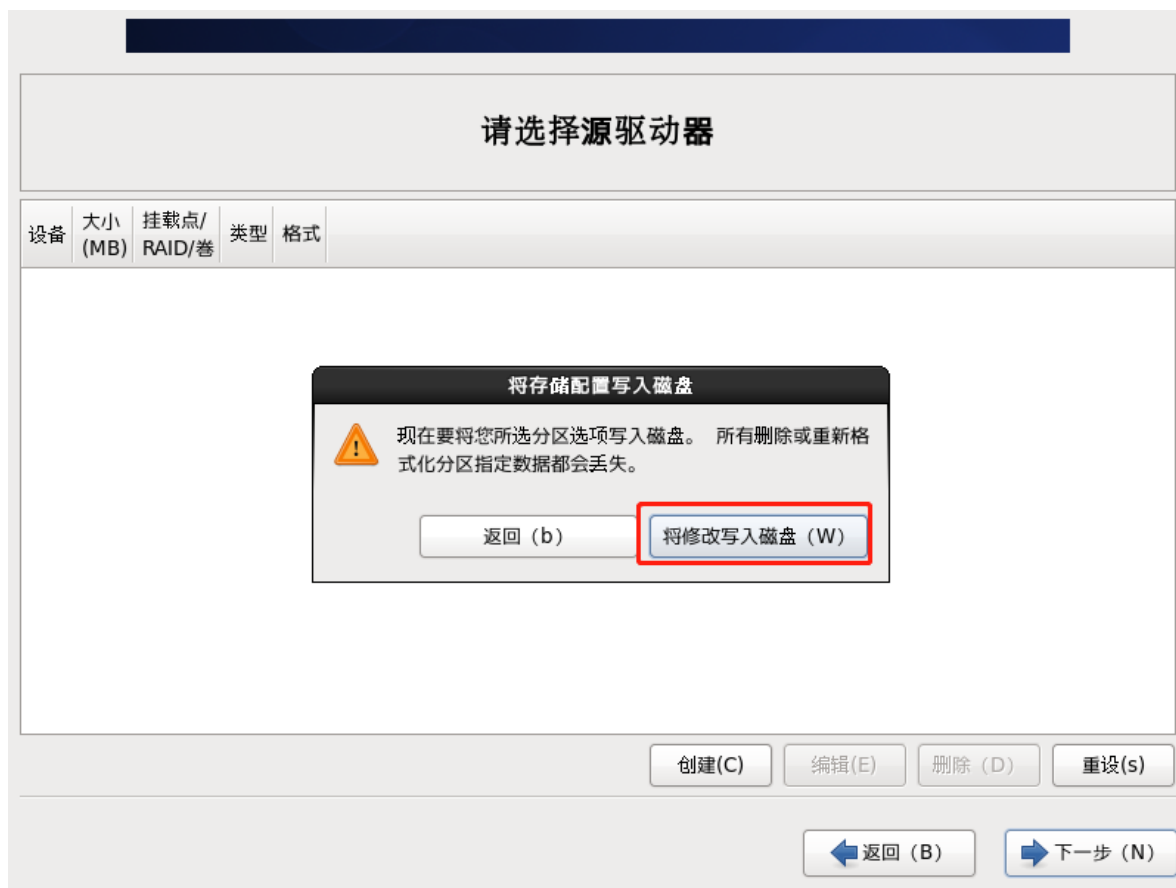 请选择源驱动器
设备
大小
(MB)
挂载点/
RAID/卷
类型
格式
将存储配置写入磁盘
现在要将您所选分区选项写入磁盘。 所有删除或重新格
式化分区指定数据都会丢失。
返回（b）
将修改写入磁盘（W）
创建(C)
编辑(E)
删除（D）
重设(s)
返回（B）
下一步（N）